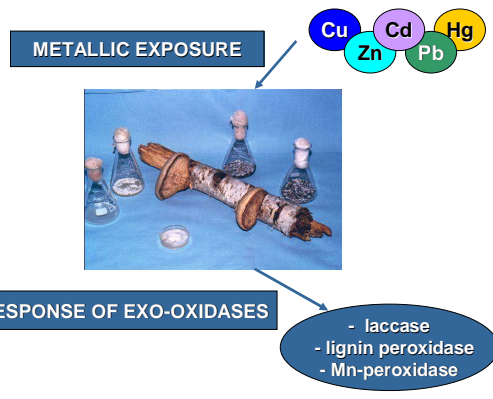 METALLIC EXPOSURE
Cu Cd Hg
Zn Pb
ESPONSE OF EXO-OXIDASES
- laccase
- lignin peroxidase
- Mn-peroxidase